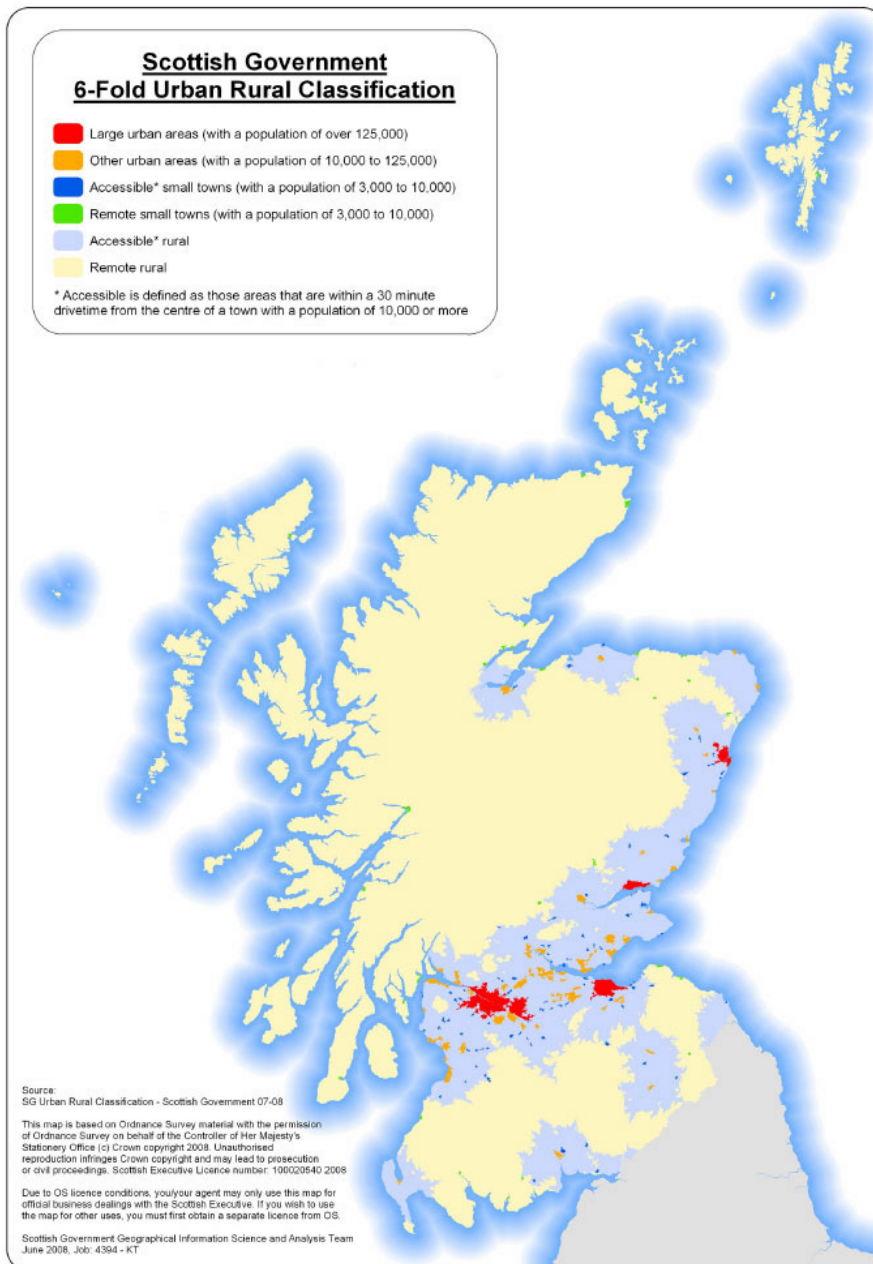 Scottish Government
6-Fold Urban Rural Classification
Large urban areas (with a population of over 125,000)
Other urban areas (with a population of 10,000 to 125,000)
Accessible* small towns (with a population of 3,000 to 10,000)
Remote small towns (with a population of 3,000 to 10,000)
Accessible* rural
Remote rural
* Accessible is defined as those areas that are within a 30 minute
drivetime from the centre of a town with a population of 10,000 or more
Source:
SG Urban Rural Classification - Scottish Government 07-08
This map is based on Ordnance Survey material with the permission
of Ordnance Survey on behalf of the Controller of Her Majesty's
Stationery Office (c) Crown copyright 2008. Unauthorised
reproduction infringes Crown copyright and may lead to prosecution
or civil proceedings. Scottish Executive Licence number: 100020540 2008
Due to OS licence conditions, you/your agent may only use this map for
official business dealings with the Scottish Executive. If you wish to use
the map for other uses, you must first obtain a separate licence from OS.
Scottish Government Geographical Information Science and Analysis Team
June 2008, Job: 4394 - KT